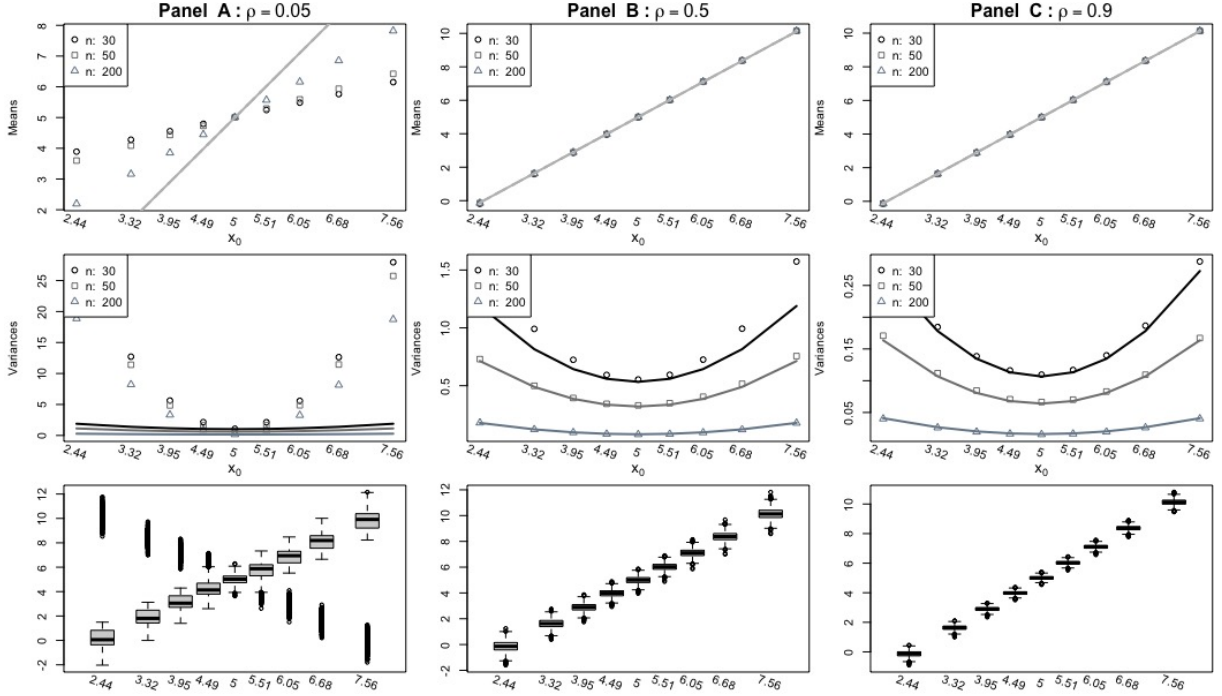 Panel A : ρ = 0.05
8
7
6
5
4
3
2
Means
n: 30
n: 50
n: 200
2.44 3.32 3.95 4.49 5 5.51 6.05 6.68 7.56
x0
Panel B : ρ = 0.5
10
8
6
4
2
0
Means
n: 30
n: 50
n: 200
2.44 3.32 3.95 4.49 5 5.51 6.05 6.68 7.56
x0
Panel C : ρ = 0.9
10
8
6
4
2
0
Means
n: 30
n: 50
n: 200
2.44 3.32 3.95 4.49 5 5.51 6.05 6.68 7.56
x0
25
20
15
10
5
0
Variances
n: 30
n: 50
n: 200
2.44 3.32 3.95 4.49 5 5.51 6.05 6.68 7.56
x0
1.5
1.0
0.5
Variances
n: 30
n: 50
n: 200
2.44 3.32 3.95 4.49 5 5.51 6.05 6.68 7.56
x0
0.25
0.15
0.05
Variances
n: 30
n: 50
n: 200
2.44 3.32 3.95 4.49 5 5.51 6.05 6.68 7.56
x0
12
10
8
6
4
2
0
-2
2.44 3.32 3.95 4.49 5 5.51 6.05 6.68 7.56
12
10
8
6
4
2
0
-2
2.44 3.32 3.95 4.49 5 5.51 6.05 6.68 7.56
10
8
6
4
2
0
2.44 3.32 3.95 4.49 5 5.51 6.05 6.68 7.56